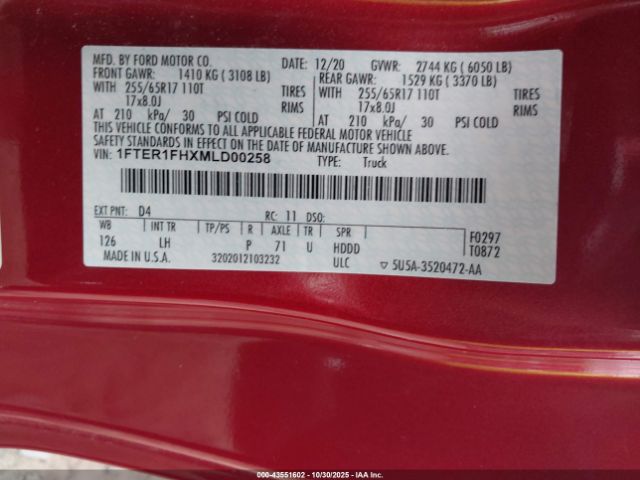 MFD. BY FORD MOTOR CO. DATE: 12/20 GVWR: 2744 KG ( 6050 LB)
FRONT GAWR: 1410 KG ( 3108 LB) REAR GAWR: 1529 KG ( 3370 LB)
WITH 255/65R17 110T TIRES WITH 255/65R17 110T TIRES
17x8.0J RIMS 17x8.0J RIMS
AT 210 kPa/ 30 PSI COLD AT 210 kPa/ 30 PSI COLD
THIS VEHICLE CONFORMS TO ALL APPLICABLE FEDERAL MOTOR VEHICLE
SAFETY STANDARDS IN EFFECT ON THE DATE OF MANUFACTURE SHOWN ABOVE.
VIN: 1FTER1FHXMLD00258 TYPE: Truck
EXT PNT: D4 RC: 11 DSO: F0297
WB INT TR TP/PS R AXLE TR SPR T0872
126 LH P 71 U HDDD
MADE IN U.S.A. 3202012103232 ULC ▽ 5U5A-3520472-AA
000-43551602 - 10/30/2025 - IAAI.com